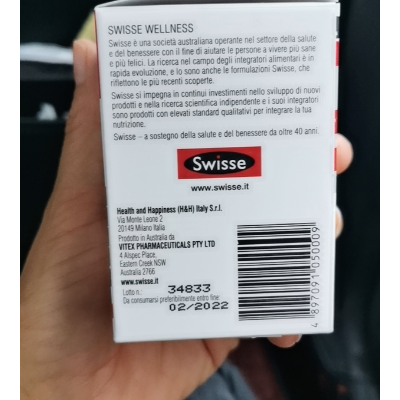 SWISSE WELLNESS
Swisse è una società australiana operante nel settore della salute
e del benessere con il fine di aiutare le persone a vivere più sane
e più felici. La ricerca nel campo degli integratori alimentari è in
rapida evoluzione, e lo sono anche le formulazioni Swisse, che
riflettono le più recenti scoperte.
Swisse si impegna in continui investimenti nello sviluppo di nuovi
prodotti e nella ricerca scientifica indipendente e i suoi integratori
sono prodotti con elevati standard qualitativi per integrare la tua
nutrizione.
Swisse – a sostegno della salute e del benessere da oltre 40 anni.
Swisse
www.swisse.it
Health and Happiness (H&H) Italy S.r.l.
Via Monte Leone 2
20149 Milano Italia
Prodotto in Australia da
VITEX PHARMACEUTICALS PTY LTD
4 Alspec Place,
Eastern Creek NSW
Australia 2766
www.swisse.it
Lotto n.: 34833
Da consumarsi preferibilmente entro fine:
02/2022
4 897091 050009